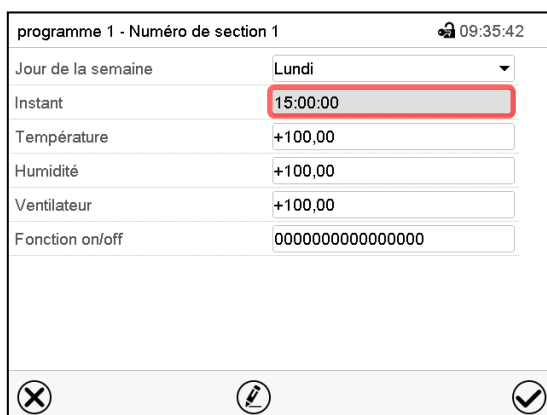 programme 1 - Numéro de section 1 09:35:42
Jour de la semaine Lundi
Instant 15:00:00
Température +100,00
Humidité +100,00
Ventilateur +100,00
Fonction on/off 0000000000000000